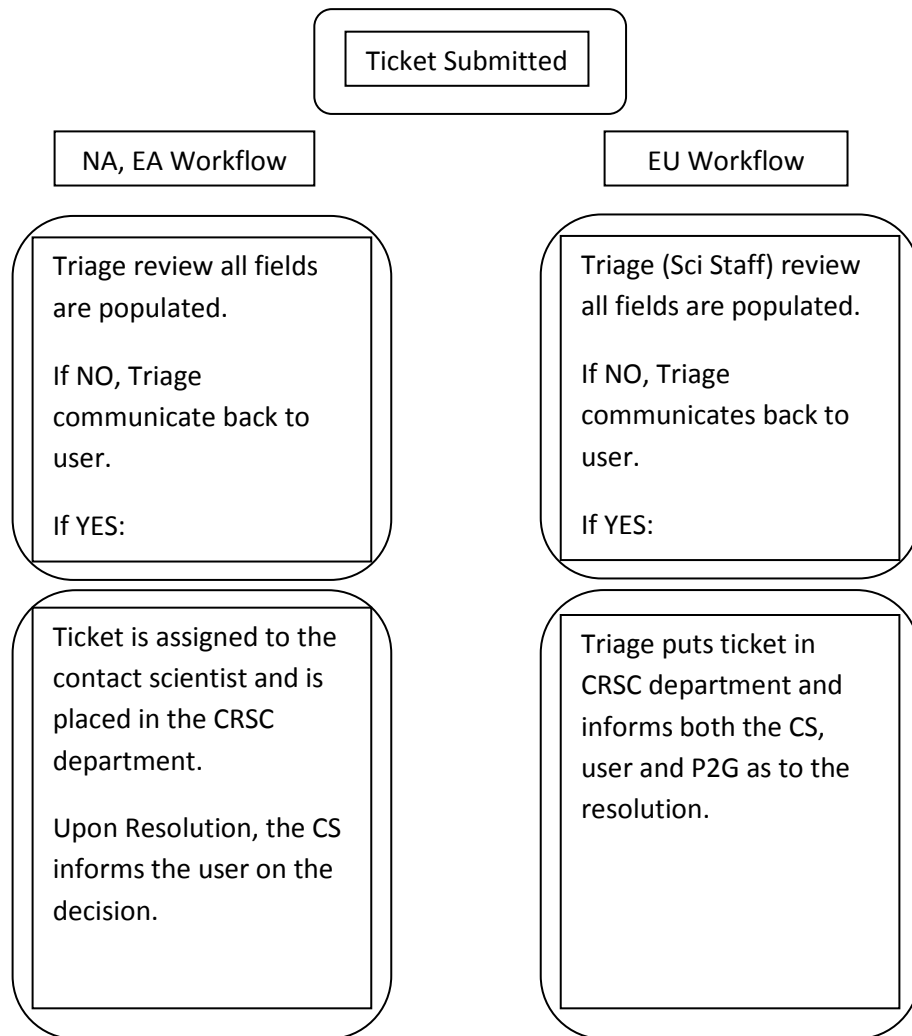 Ticket Submitted
NA, EA Workflow
EU Workflow
Triage review all fields
are populated.
If NO, Triage
communicate back to
user.
If YES:
Triage (Sci Staff) review
all fields are populated.
If NO, Triage
communicates back to
user.
If YES:
Ticket is assigned to the
contact scientist and is
placed in the CRSC
department.
Upon Resolution, the CS
informs the user on the
decision.
Triage puts ticket in
CRSC department and
informs both the CS,
user and P2G as to the
resolution.